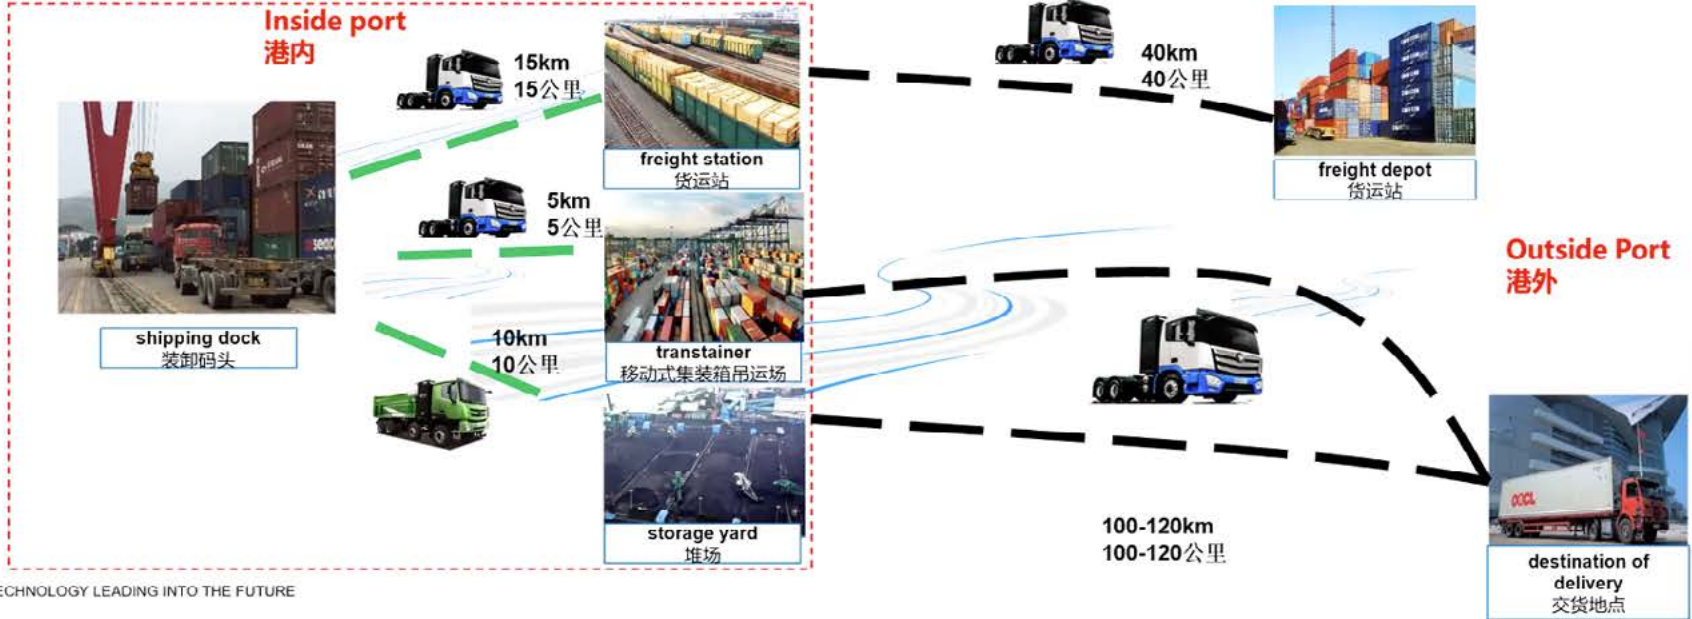 Inside port
港内
15km
15公里
40km
40公里
freight station
货运站
freight depot
货运站
5km
5公里
Outside Port
港外
shipping dock
装卸码头
10km
10公里
transtainer
移动式集装箱吊运场
storage yard
堆场
OOCL
100-120km
100-120公里
destination of
delivery
交货地点
ECHNOLOGY LEADING INTO THE FUTURE